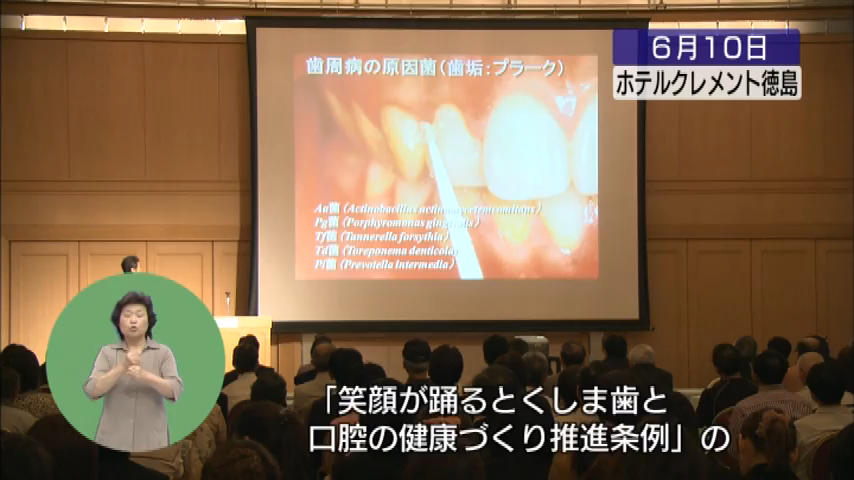 6月10日
ホテルクレメント徳島
歯周病の原因菌（歯垢：プラーク）
Aa菌（Actinobacillus actinomycetemcomitans）
Pg菌（Porphyromonas gingivalis）
Tf菌（Tannerella forsythia）
Td菌（Toreponema denticola）
Pi菌（Prevotella intermedia）
「笑顔が踊るとくしま歯と
口腔の健康づくり推進条例」の